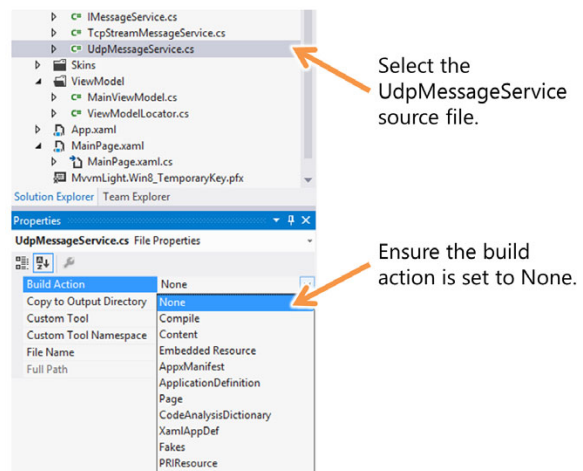 C# IMessageService.cs
C# TcpStreamMessageService.cs
C# UdpMessageService.cs
Skins
ViewModel
C# MainViewModel.cs
C# ViewModelLocator.cs
App.xaml
MainPage.xaml
MainPage.xaml.cs
MvvmLight.Win8_TemporaryKey.pfx
Solution Explorer Team Explorer
Select the
UdpMessageService
source file.
Properties
UdpMessageService.cs File Properties
Build Action None
Copy to Output Directory None
Custom Tool Compile
Custom Tool Namespace Content
File Name Embedded Resource
Full Path AppxManifest
ApplicationDefinition
Page
CodeAnalysisDictionary
XamlAppDef
Fakes
PRIResource
Ensure the build
action is set to None.